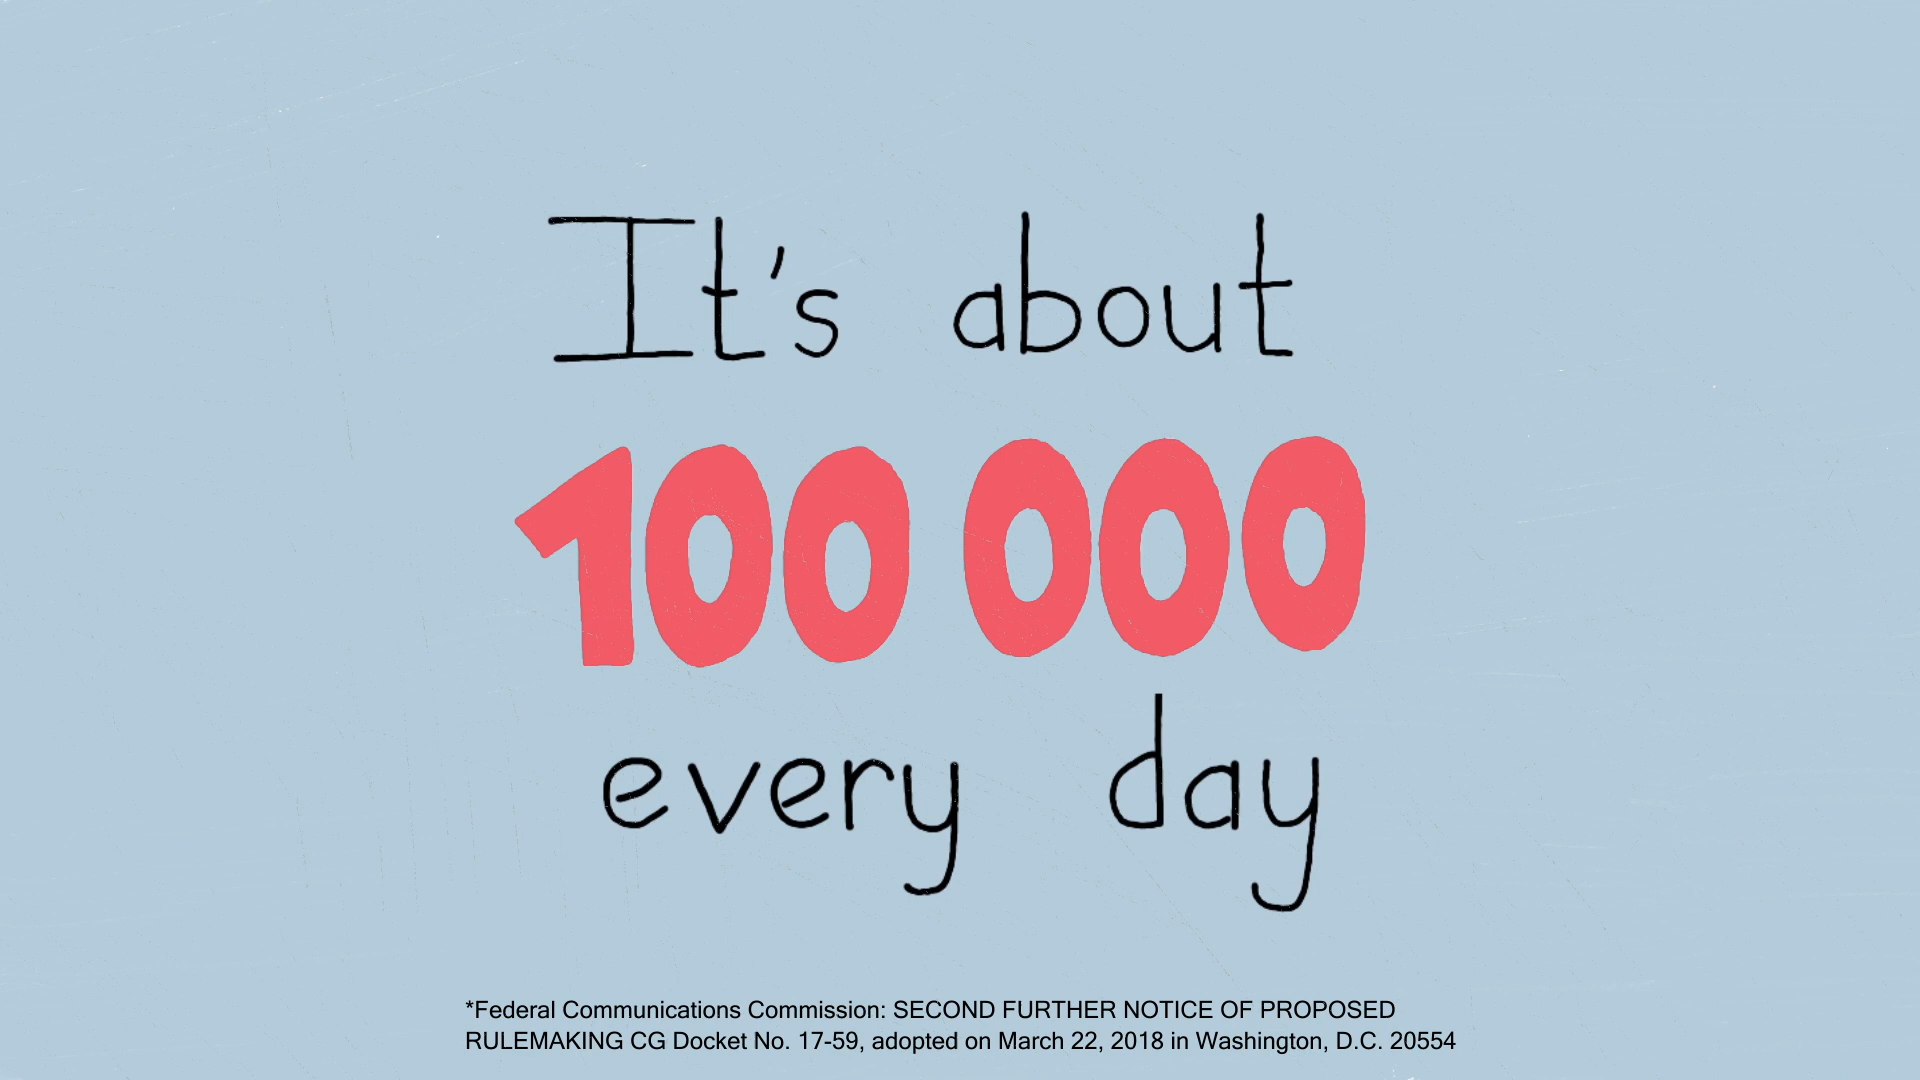 It's about
100 000
every day
*Federal Communications Commission: SECOND FURTHER NOTICE OF PROPOSED
RULEMAKING CG Docket No. 17-59, adopted on March 22, 2018 in Washington, D.C. 20554